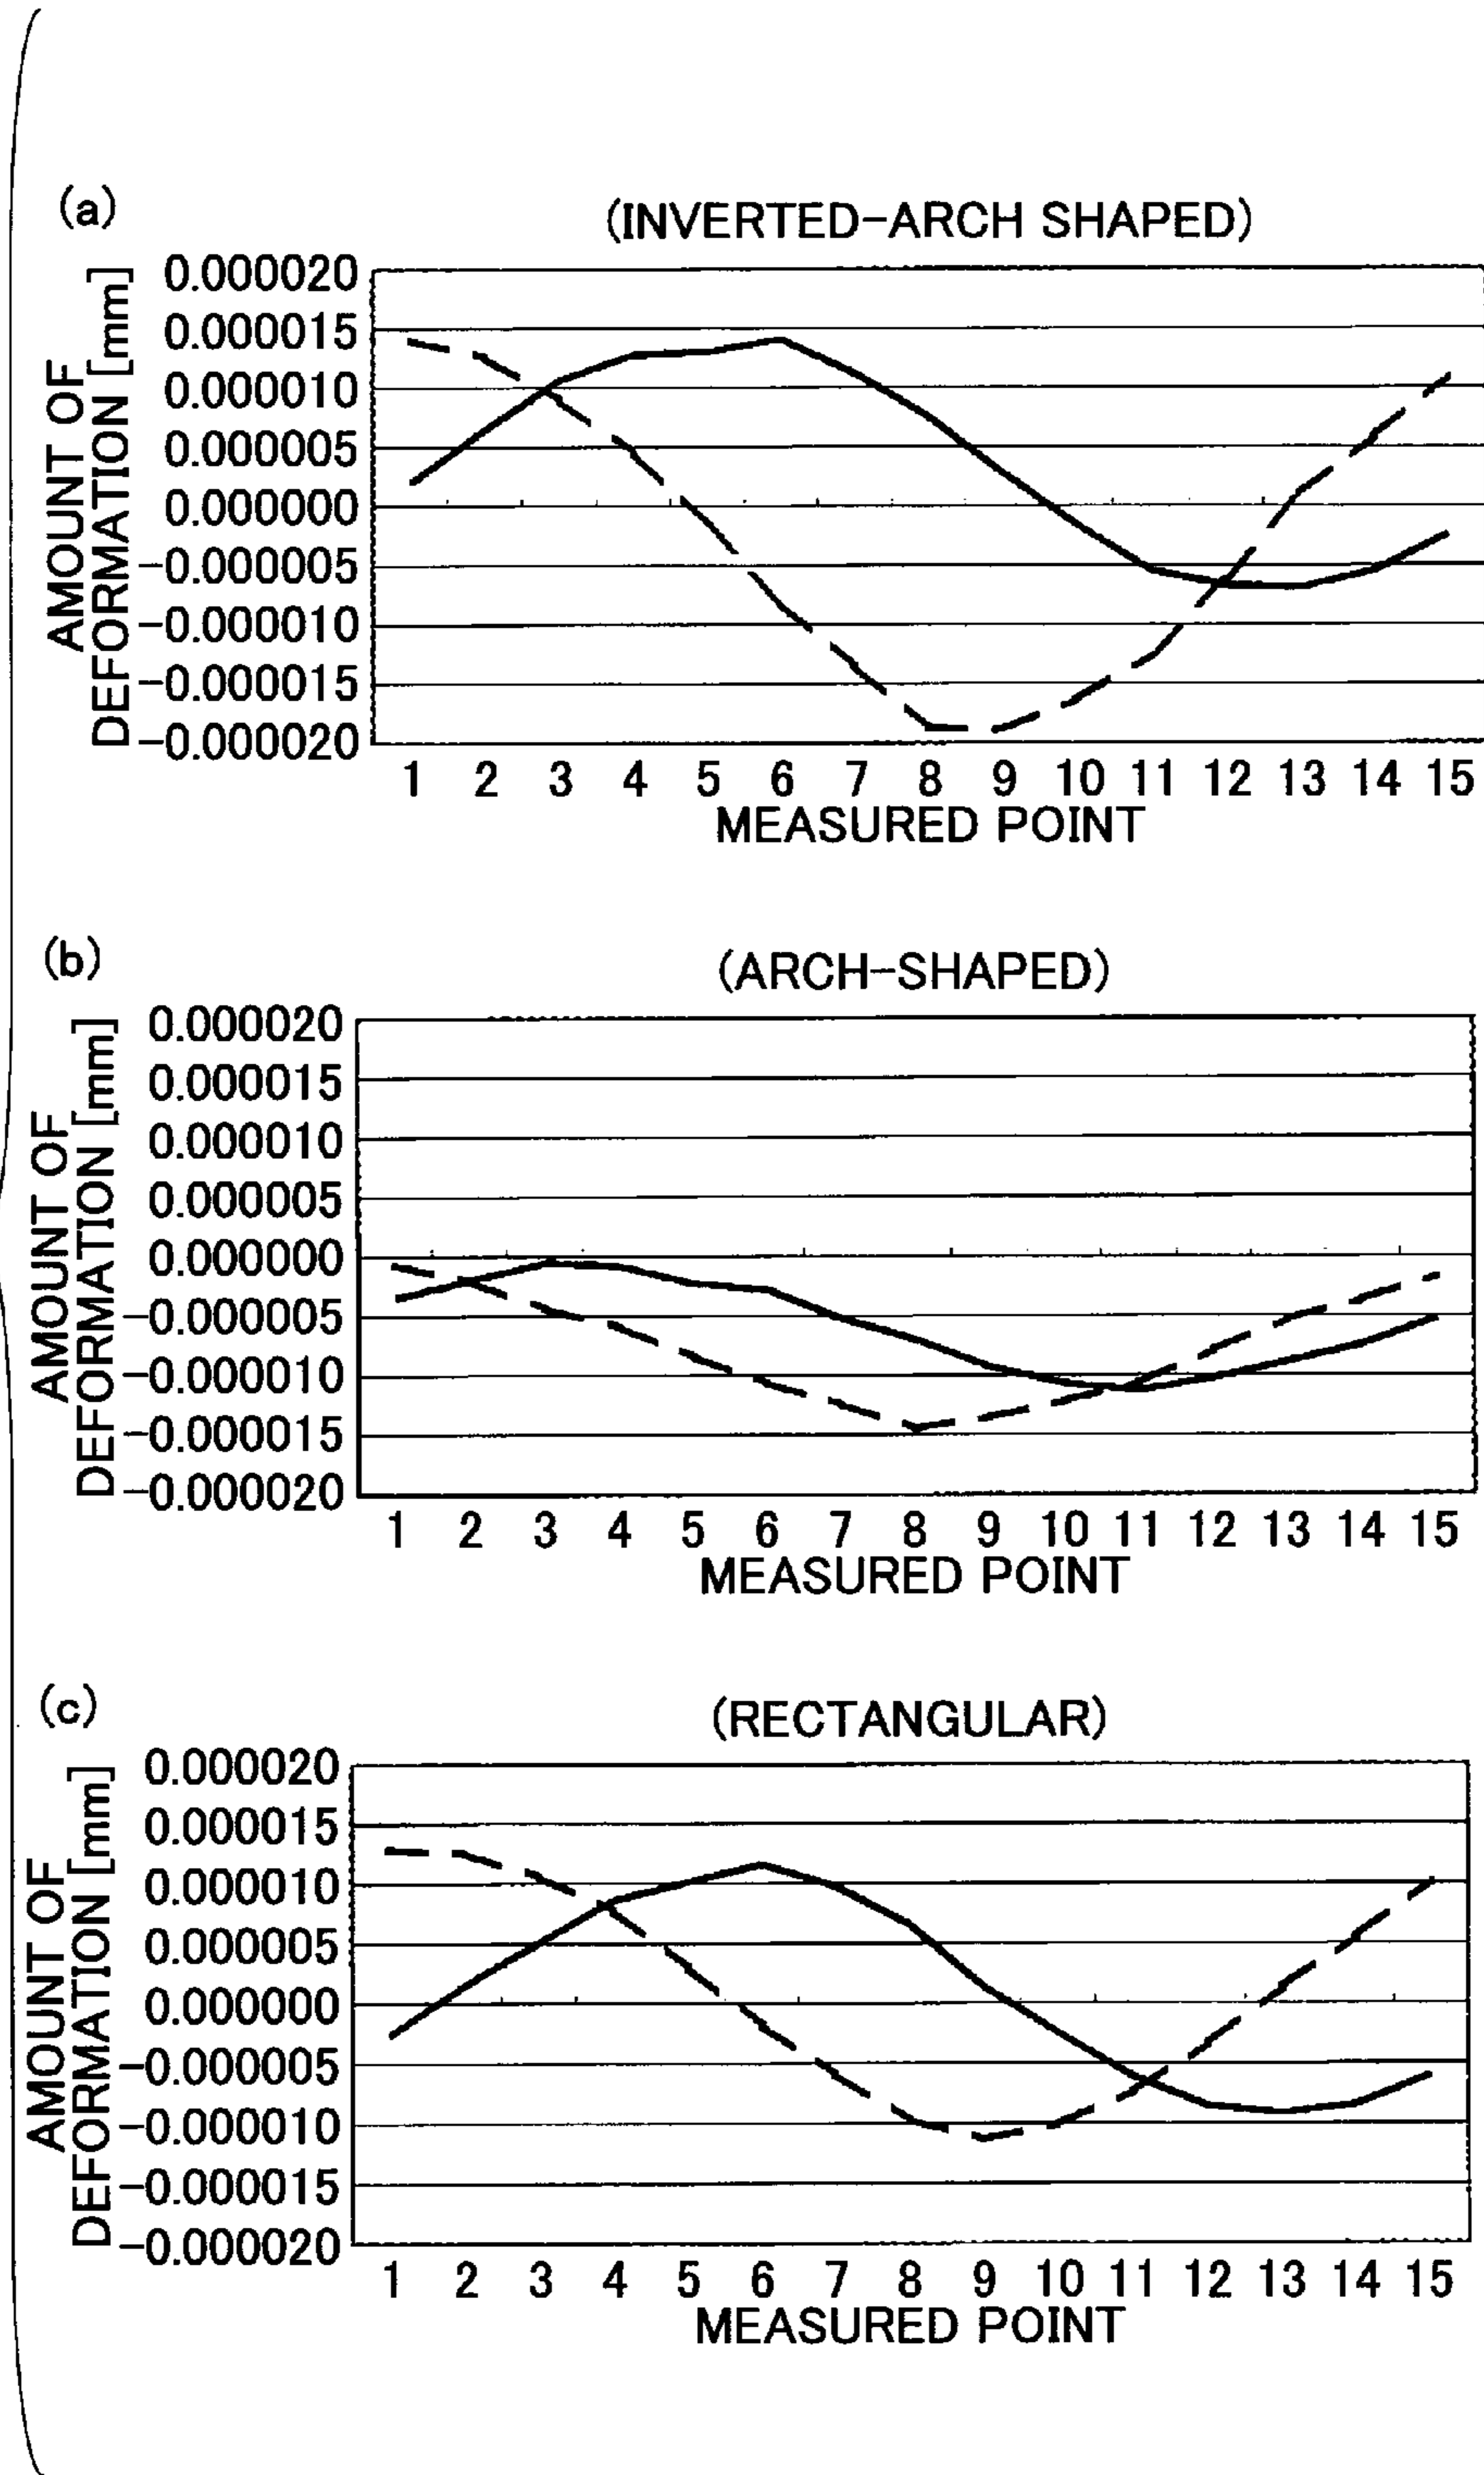 (a)
(INVERTED-ARCH SHAPED)
AMOUNT OF
DEFORMATION [mm]
0.000020
0.000015
0.000010
0.000005
0.000000
-0.000005
-0.000010
-0.000015
-0.000020
1 2 3 4 5 6 7 8 9 10 11 12 13 14 15
MEASURED POINT
(b)
(ARCH-SHAPED)
AMOUNT OF
DEFORMATION [mm]
0.000020
0.000015
0.000010
0.000005
0.000000
-0.000005
-0.000010
-0.000015
-0.000020
1 2 3 4 5 6 7 8 9 10 11 12 13 14 15
MEASURED POINT
(c)
(RECTANGULAR)
AMOUNT OF
DEFORMATION [mm]
0.000020
0.000015
0.000010
0.000005
0.000000
-0.000005
-0.000010
-0.000015
-0.000020
1 2 3 4 5 6 7 8 9 10 11 12 13 14 15
MEASURED POINT